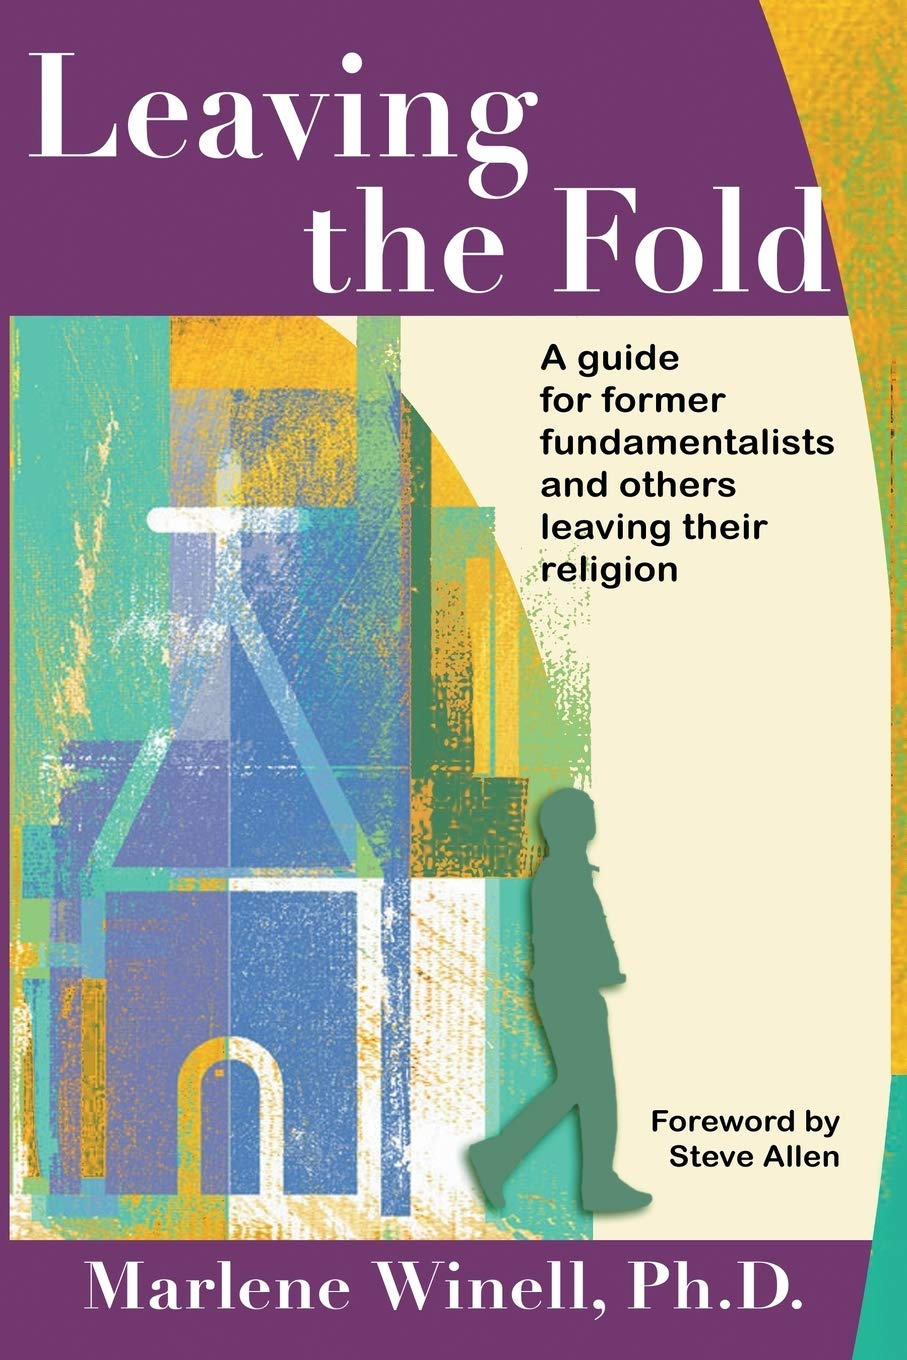 Leaving
the Fold
A guide
for former
fundamentalists
and others
leaving their
religion
Foreword by
Steve Allen
Marlene Winell, Ph.D.